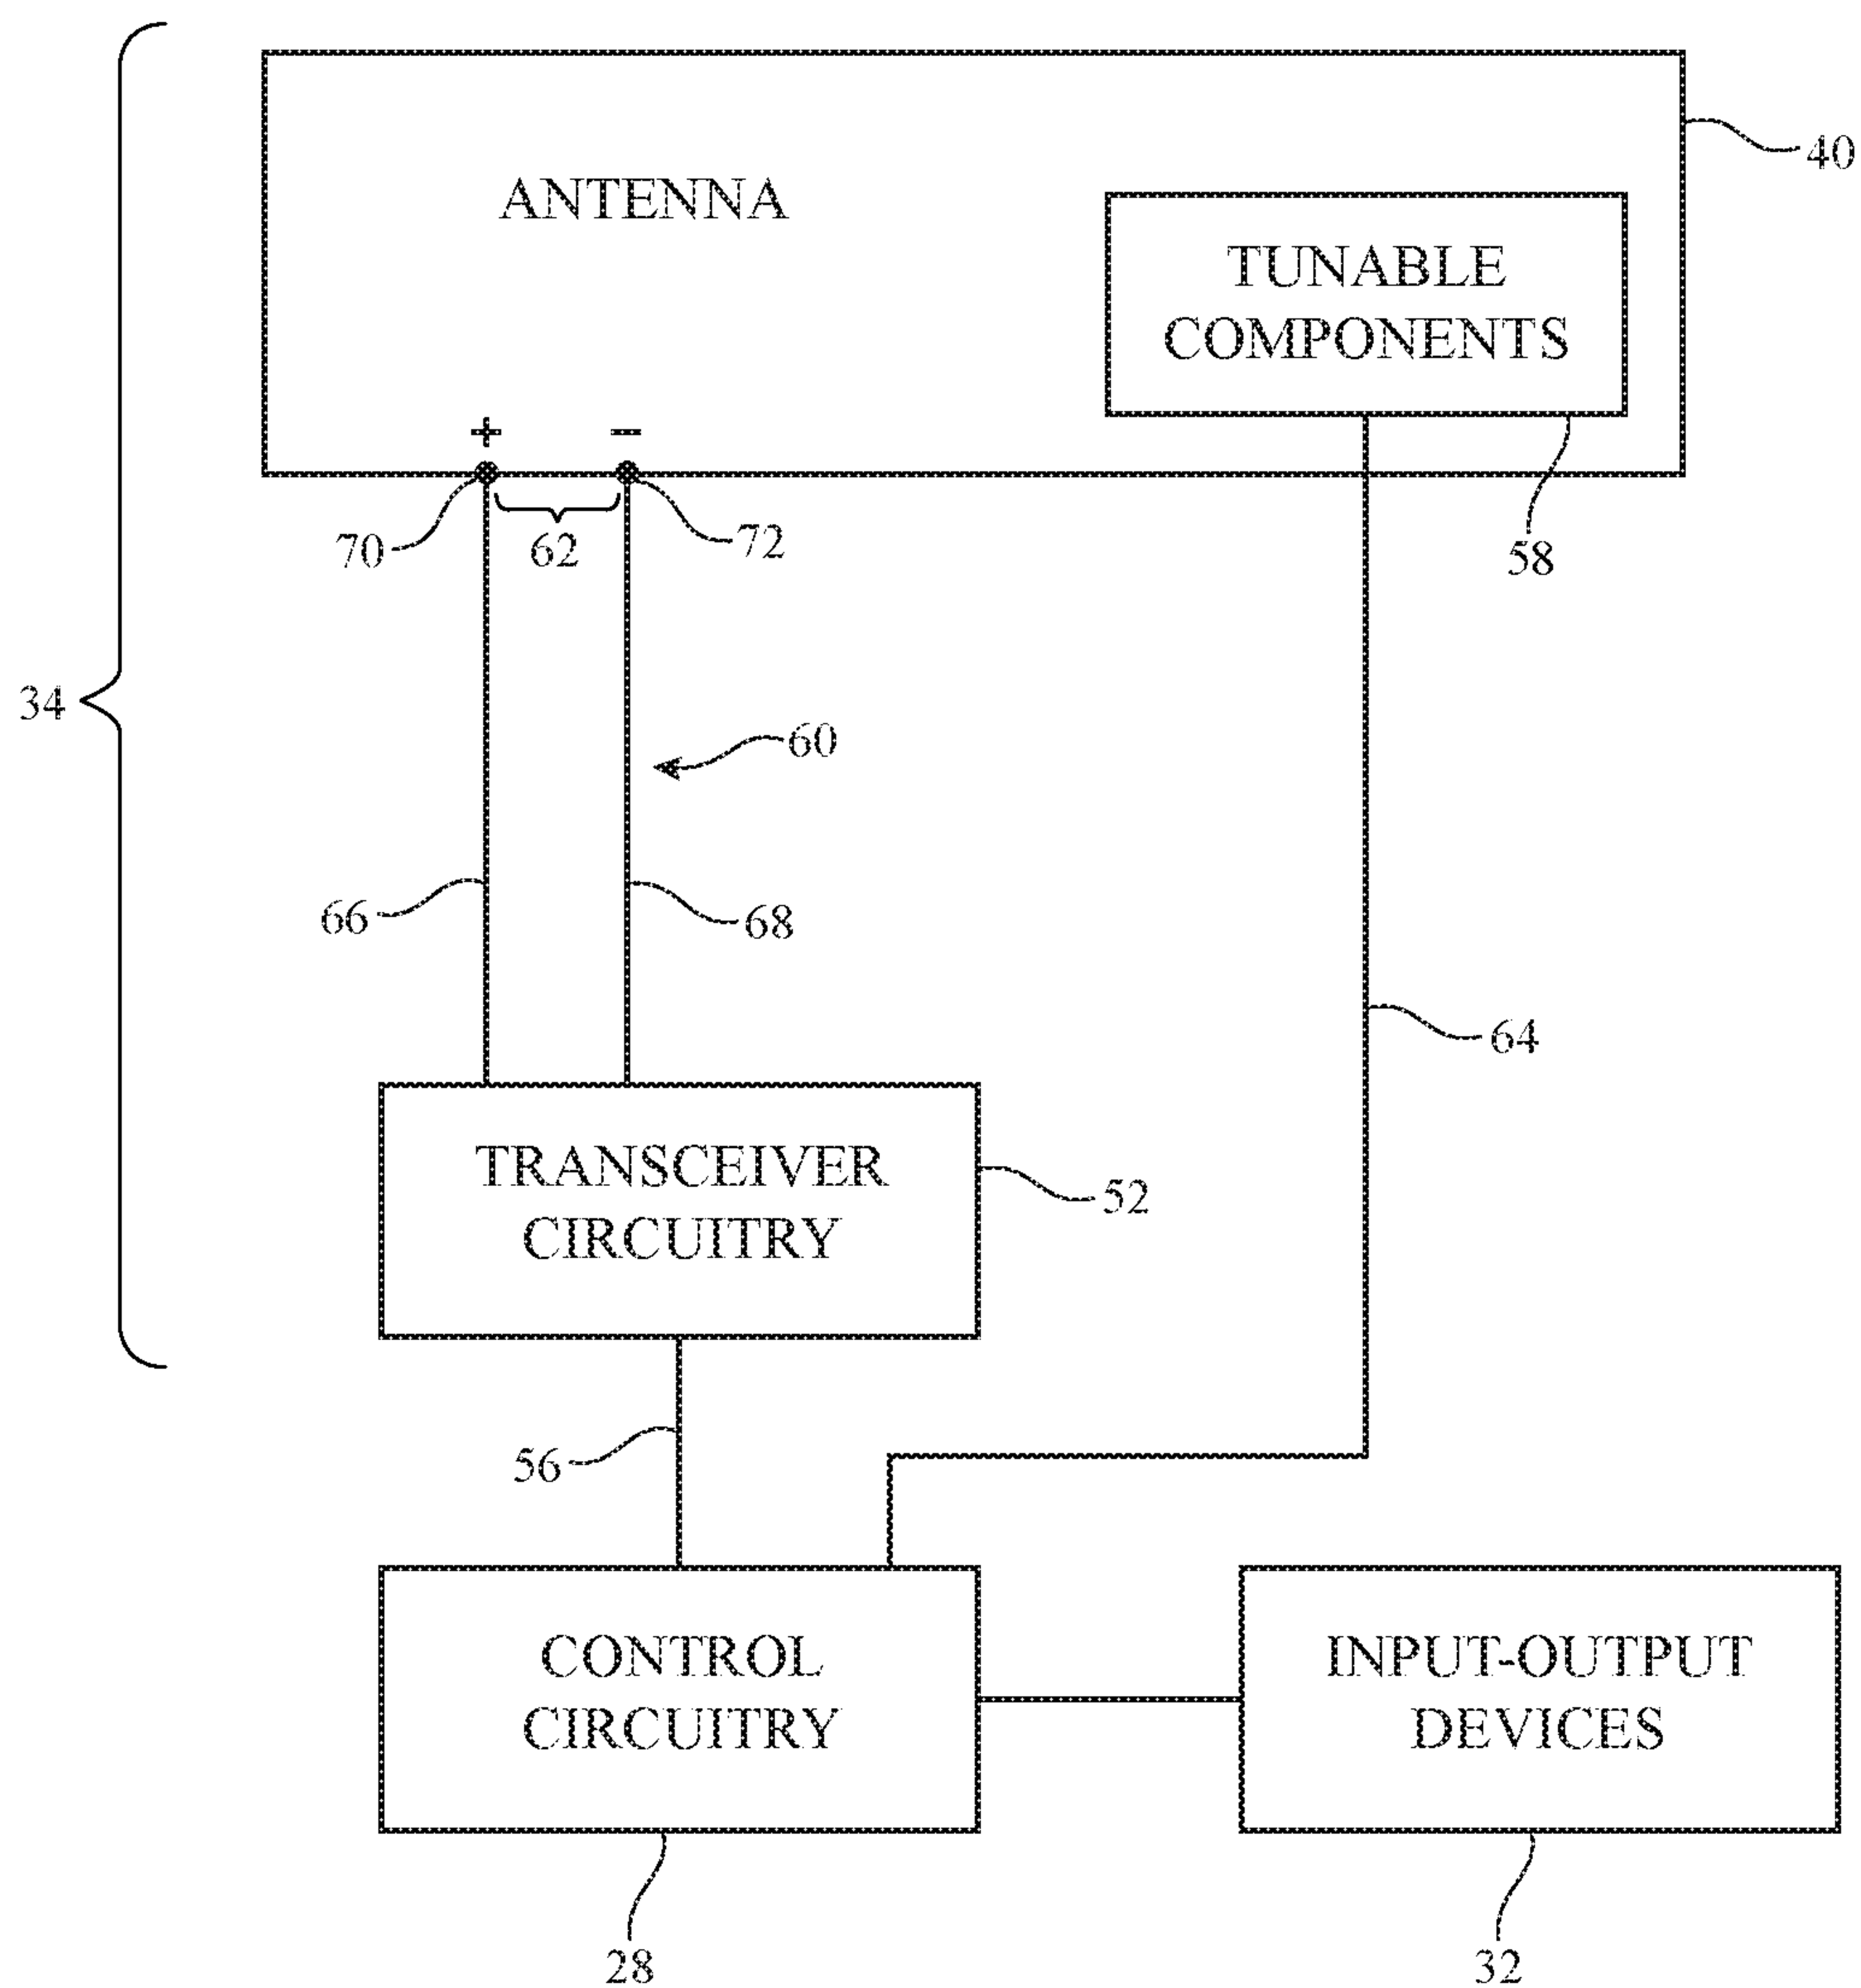 ANTENNA
40
TUNABLE
COMPONENTS
+ −
70
62
72
58
34
60
66
68
64
TRANSCEIVER
CIRCUITRY
52
56
CONTROL
CIRCUITRY
INPUT-OUTPUT
DEVICES
28
32